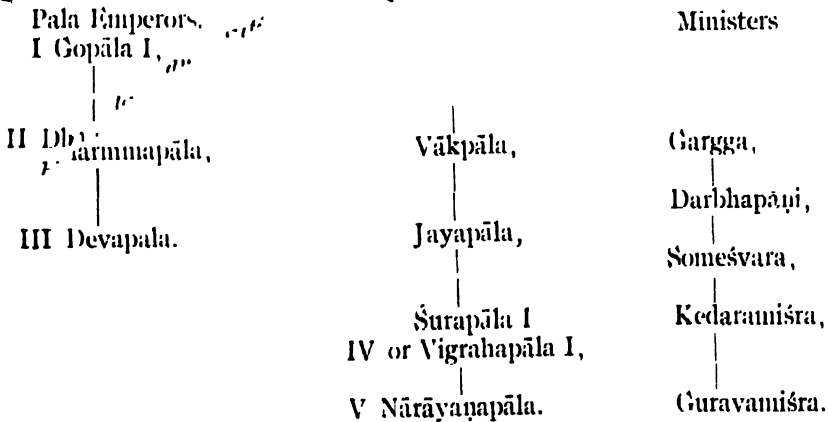 Pala Emperors. Ministers
I Gopāla I,
II Dharmmapāla, Vākpāla, Gargga,
Darbhapāṇi,
III Devapala. Jayapāla,
Someśvara,
Śurapāla I Kedaramiśra,
IV or Vigrahapāla I,
V Nārāyaṇapāla. Guravamiśra.